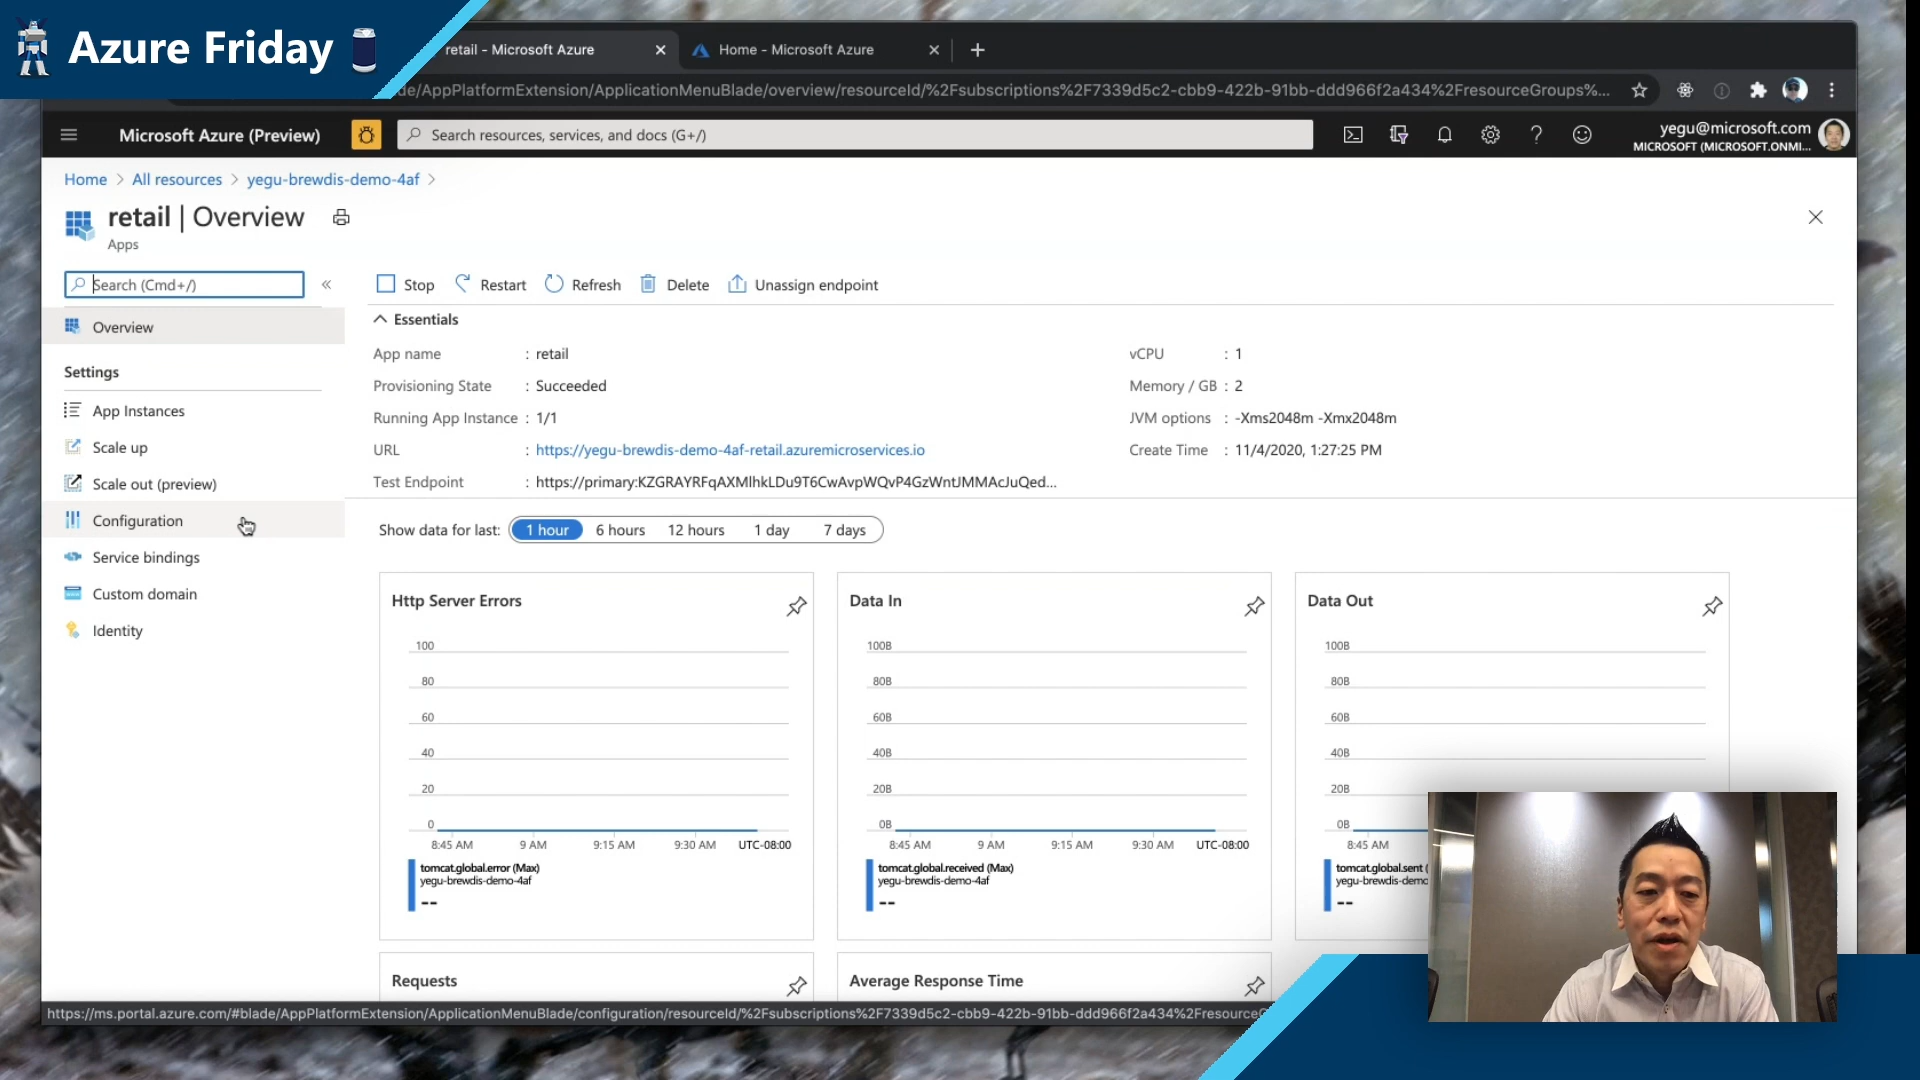 Azure Friday
retail - Microsoft Azure
Home - Microsoft Azure
de/AppPlatformExtension/ApplicationMenuBlade/overview/resourceId/%2Fsubscriptions%2F7339d5c2-cbb9-422b-91bb-ddd966f2a434%2FresourceGroups%...
Microsoft Azure (Preview)
Search resources, services, and docs (G+/)
yegu@microsoft.com
MICROSOFT (MICROSOFT.ONMI...
Home > All resources > yegu-brewdis-demo-4af >
retail | Overview
Apps
Search (Cmd+/)
«
Stop
Restart
Refresh
Delete
Unassign endpoint
Overview
Settings
App Instances
Scale up
Scale out (preview)
Configuration
Service bindings
Custom domain
Identity
Essentials
App name : retail
Provisioning State : Succeeded
Running App Instance : 1/1
URL : https://yegu-brewdis-demo-4af-retail.azuremicroservices.io
Test Endpoint : https://primary:KZGRAYRFqAXMlhkLDu9T6CwAvpWQvP4GzWntJMMAcJuQed...
vCPU : 1
Memory / GB : 2
JVM options : -Xms2048m -Xmx2048m
Create Time : 11/4/2020, 1:27:25 PM
Show data for last: 1 hour 6 hours 12 hours 1 day 7 days
Http Server Errors
100
80
60
40
20
0
8:45 AM 9 AM 9:15 AM 9:30 AM UTC-08:00
tomcat.global.error (Max)
yegu-brewdis-demo-4af
--
Data In
100B
80B
60B
40B
20B
0B
8:45 AM 9 AM 9:15 AM 9:30 AM UTC-08:00
tomcat.global.received (Max)
yegu-brewdis-demo-4af
--
Data Out
100B
80B
60B
40B
20B
0B
8:45 AM
tomcat.global.sent (
yegu-brewdis-demo
--
Requests
Average Response Time
https://ms.portal.azure.com/#blade/AppPlatformExtension/ApplicationMenuBlade/configuration/resourceId/%2Fsubscriptions%2F7339d5c2-cbb9-422b-91bb-ddd966f2a434%2FresourceG